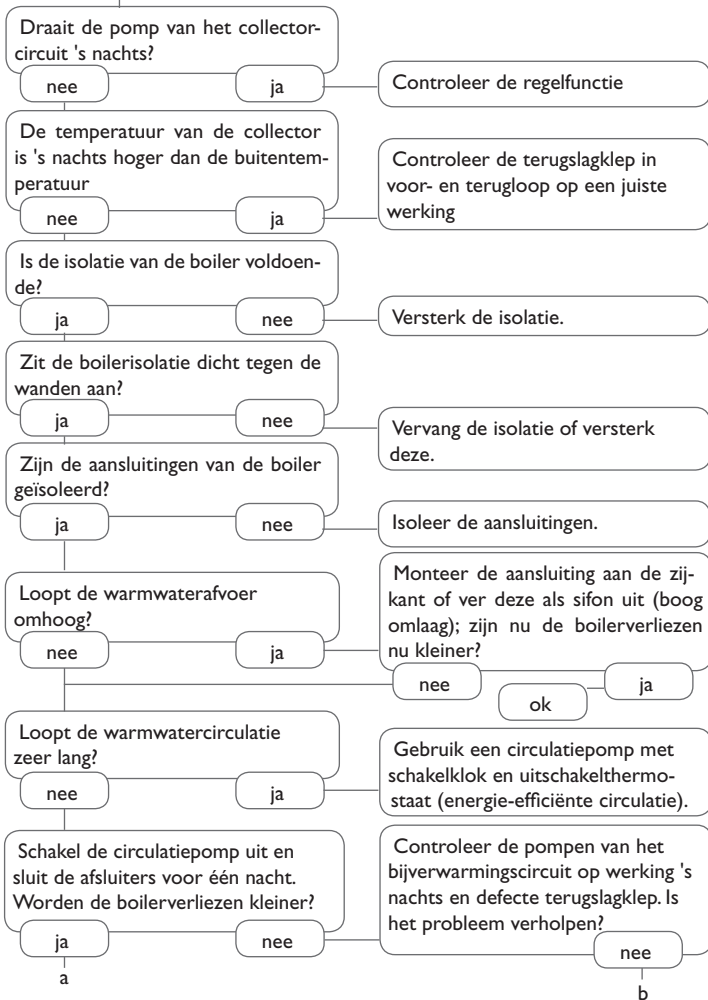 Draait de pomp van het collector-
circuit 's nachts?
nee
ja
Controleer de regelfunctie
De temperatuur van de collector
is 's nachts hoger dan de buitentem-
peratuur
nee
ja
Controleer de terugslagklep in
voor- en terugloop op een juiste
werking
Is de isolatie van de boiler voldoen-
de?
ja
nee
Versterk de isolatie.
Zit de boilerisolatie dicht tegen de
wanden aan?
ja
nee
Vervang de isolatie of versterk
deze.
Zijn de aansluitingen van de boiler
geïsoleerd?
ja
nee
Isoleer de aansluitingen.
Loopt de warmwaterafvoer
omhoog?
nee
ja
Monteer de aansluiting aan de zij-
kant of ver deze als sifon uit (boog
omlaag); zijn nu de boilerverliezen
nu kleiner?
nee
ja
ok
Loopt de warmwatercirculatie
zeer lang?
nee
ja
Gebruik een circulatiepomp met
schakelklok en uitschakelthermo-
staat (energie-efficiënte circulatie).
Schakel de circulatiepomp uit en
sluit de afsluiters voor één nacht.
Worden de boilerverliezen kleiner?
ja
nee
a
Controleer de pompen van het
bijverwarmingscircuit op werking 's
nachts en defecte terugslagklep. Is
het probleem verholpen?
nee
b